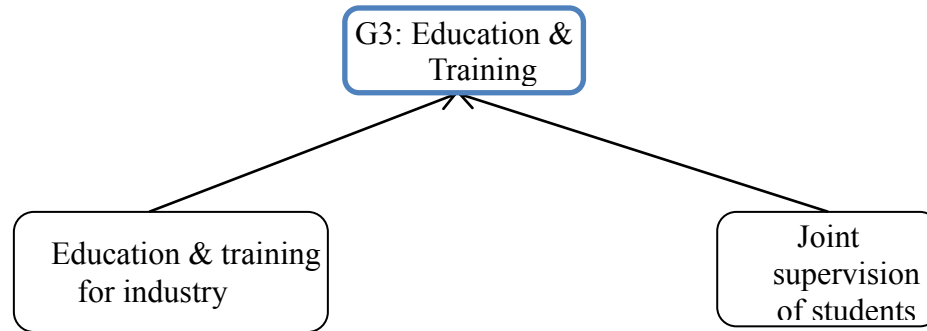 G3: Education &
Training
Education & training
for industry
Joint
supervision
of students